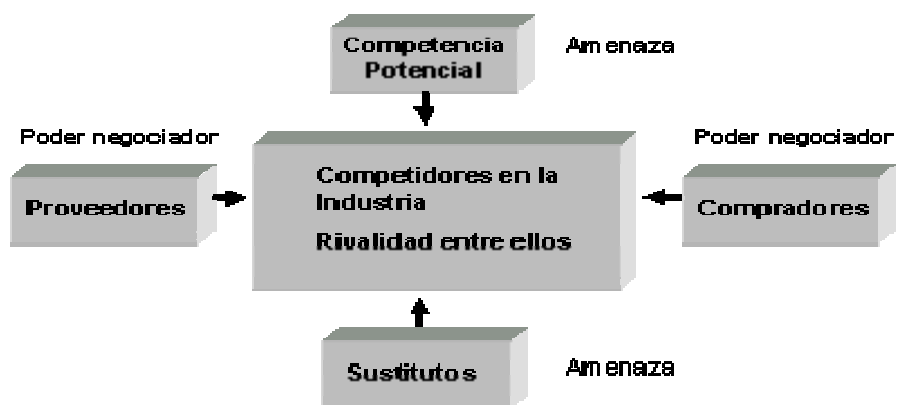 Competencia
Potencial
Amenaza
Poder negociador
Poder negociador
Proveedores
Competidores en la
Industria
Rivalidad entre ellos
Compradores
Sustitutos
Amenaza